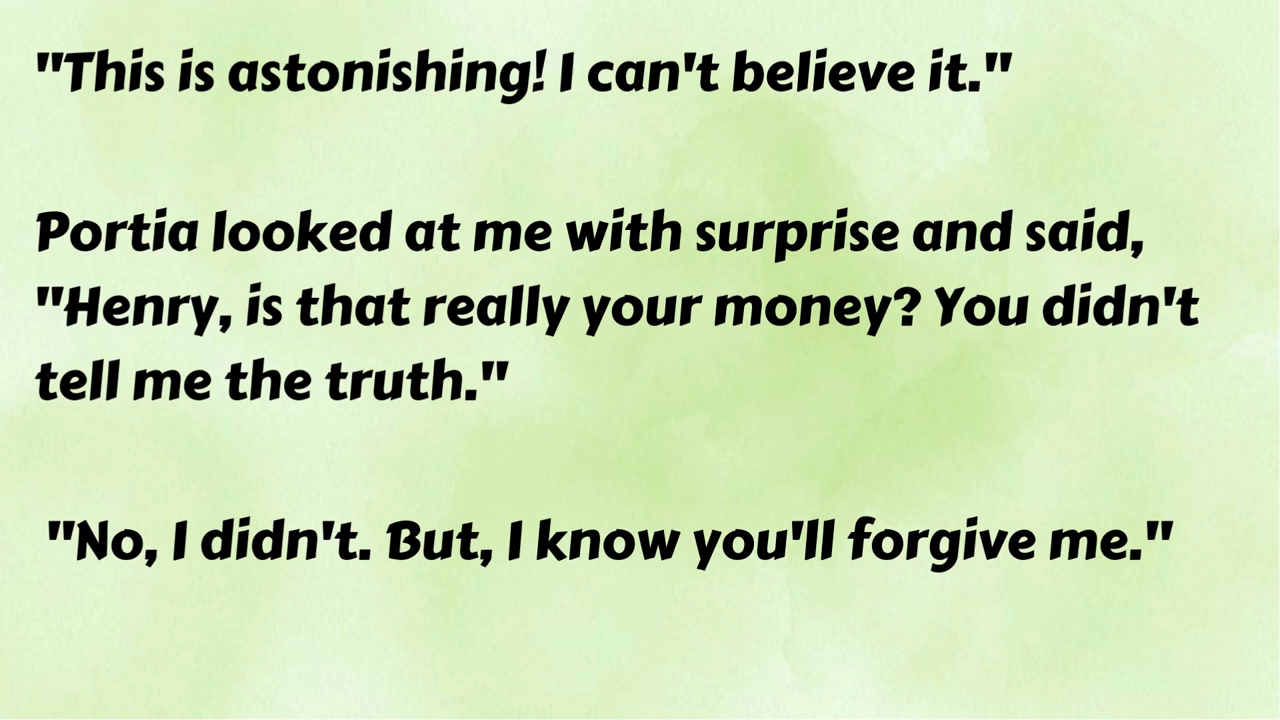 "This is astonishing! I can't believe it."
Portia looked at me with surprise and said,
"Henry, is that really your money? You didn't
tell me the truth."
"No, I didn't. But, I know you'll forgive me."